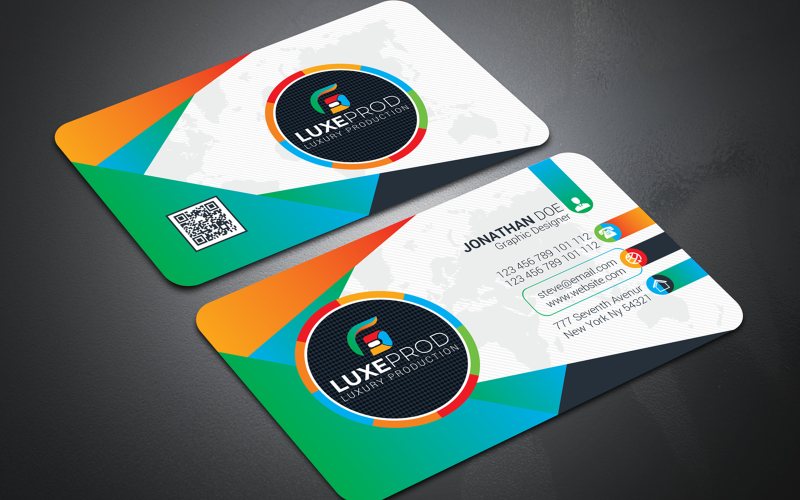 LUXEPROD
LUXURY PRODUCTION
JONATHAN DOE
Graphic Designer
123 456 789 101 112
123 456 789 101 112
steve@email.com
www.website.com
777 Seventh Avenur
New York Ny 54321
LUXEPROD
LUXURY PRODUCTION